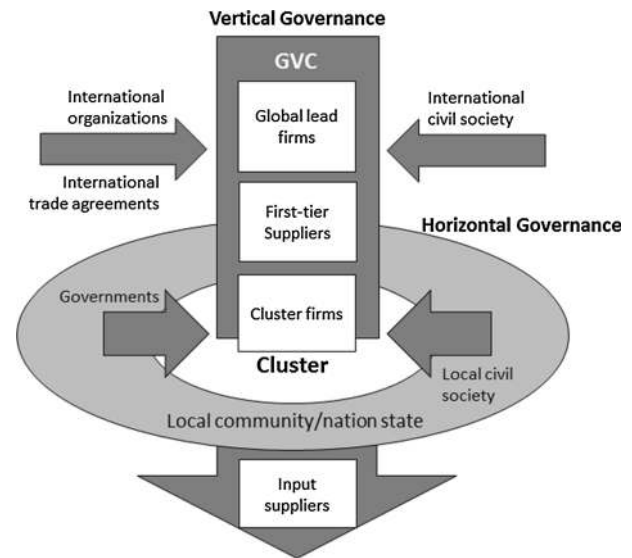 Vertical Governance
GVC
International
organizations
Global lead
firms
International
civil society
International
trade agreements
First-tier
Suppliers
Horizontal Governance
Governments
Cluster firms
Cluster
Local civil
society
Local community/nation state
Input
suppliers